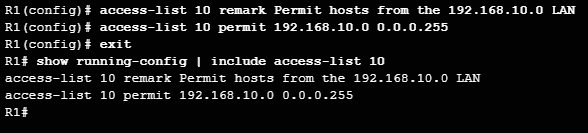 R1(config)# access-list 10 remark Permit hosts from the 192.168.10.0 LAN
R1(config)# access-list 10 permit 192.168.10.0 0.0.0.255
R1(config)# exit
R1# show running-config | include access-list 10
access-list 10 remark Permit hosts from the 192.168.10.0 LAN
access-list 10 permit 192.168.10.0 0.0.0.255
R1#